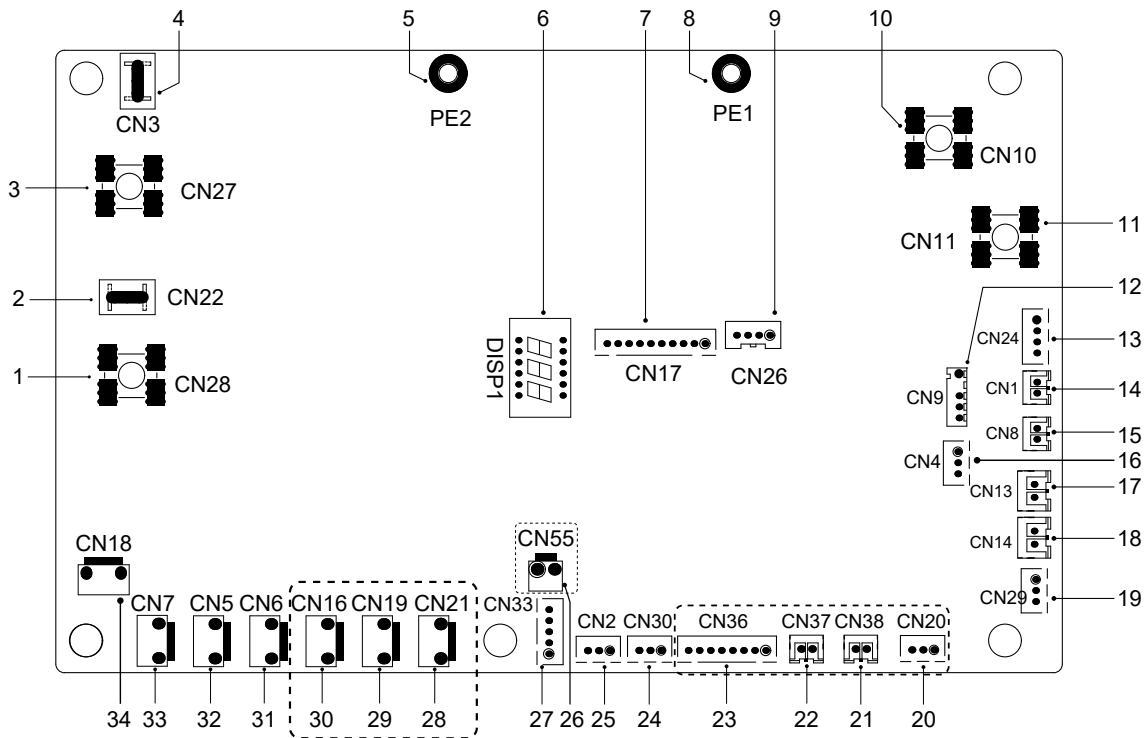 4 5 6 7 8 9 10
CN3 PE2 PE1
CN10
3 CN27
CN11 11
2 CN22 12
CN24 13
DISP1 CN17 CN26
1 CN28 CN9 CN1 14
CN8 15
CN4 16
CN13 17
CN18 CN55 CN14 18
CN7 CN5 CN6 CN16 CN19 CN21 CN33 CN29 19
CN2 CN30 CN36 CN37 CN38 CN20
34 33 32 31 30 29 28 27 26 25 24 23 22 21 20